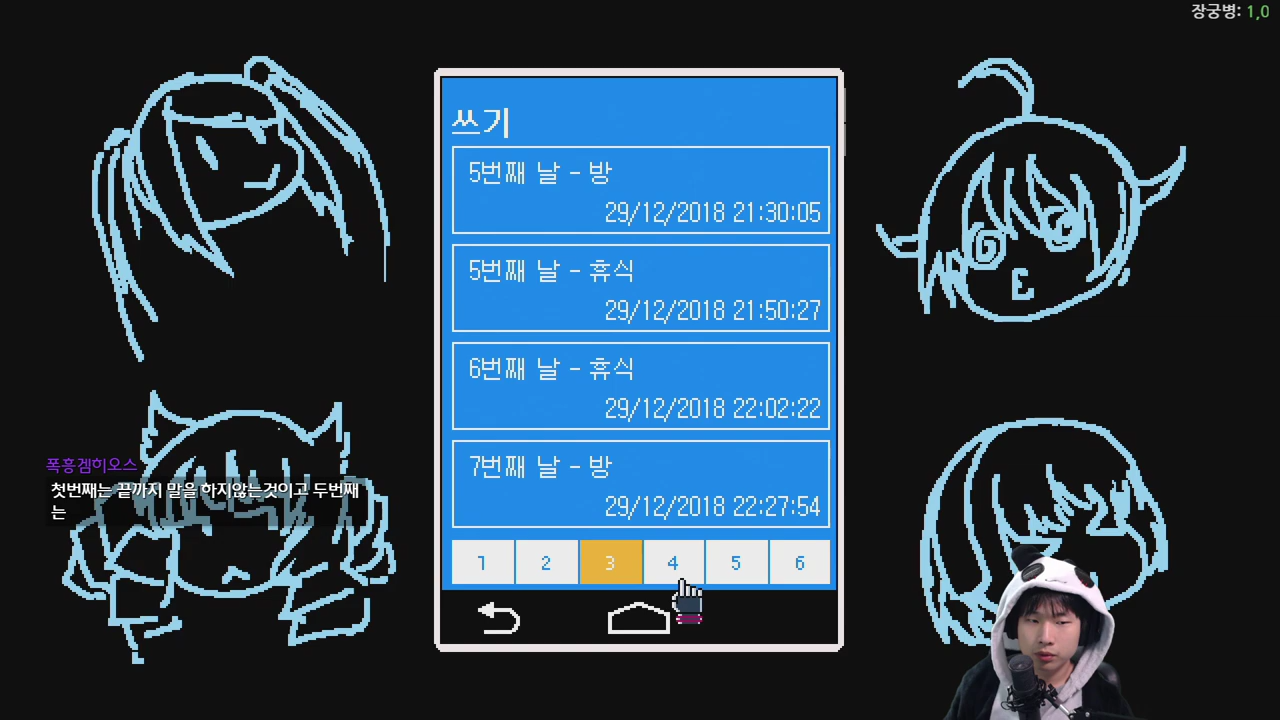 장궁병: 1,0
쓰기
5번째 날 - 방
29/12/2018 21:30:05
5번째 날 - 휴식
29/12/2018 21:50:27
6번째 날 - 휴식
29/12/2018 22:02:22
7번째 날 - 방
29/12/2018 22:27:54
1 2 3 4 5 6
폭흥겜히오스
첫번째는 끝까지 말을 하지않는것이고 두번째
는